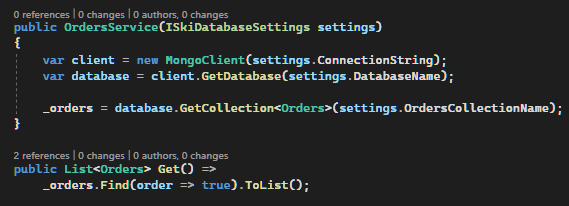 0 references | 0 changes | 0 authors, 0 changes
public OrdersService(ISkiDatabaseSettings settings)
{
var client = new MongoClient(settings.ConnectionString);
var database = client.GetDatabase(settings.DatabaseName);
_orders = database.GetCollection<Orders>(settings.OrdersCollectionName);
}
2 references | 0 changes | 0 authors, 0 changes
public List<Orders> Get() =>
_orders.Find(order => true).ToList();